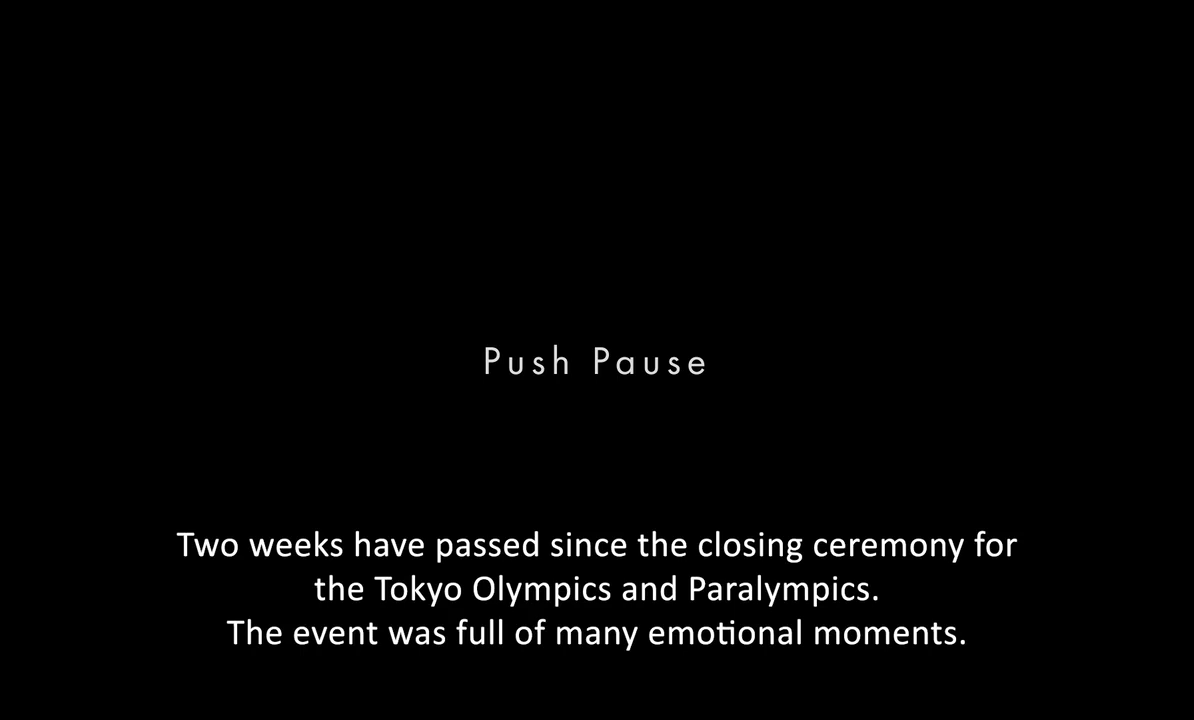 Push Pause
Two weeks have passed since the closing ceremony for
the Tokyo Olympics and Paralympics.
The event was full of many emotional moments.